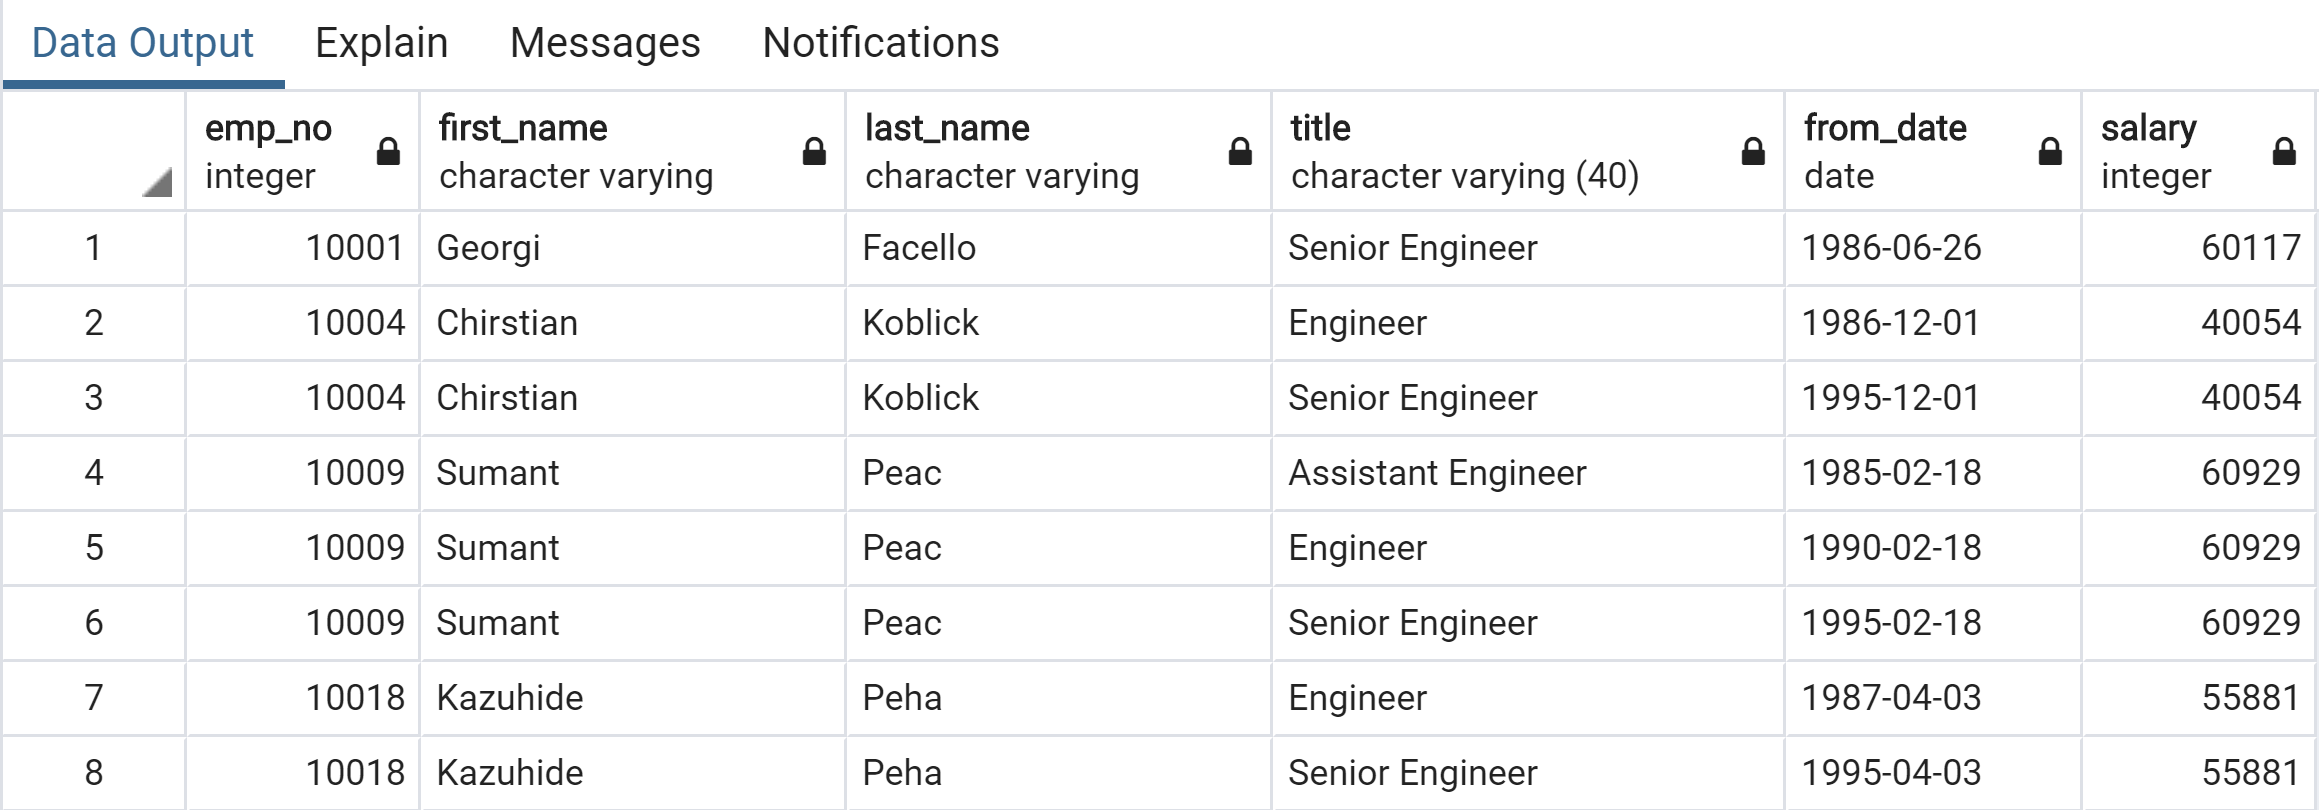 Data Output Explain Messages Notifications
emp_no first_name last_name title from_date salary
integer character varying character varying character varying (40) date integer
1 10001 Georgi Facello Senior Engineer 1986-06-26 60117
2 10004 Chirstian Koblick Engineer 1986-12-01 40054
3 10004 Chirstian Koblick Senior Engineer 1995-12-01 40054
4 10009 Sumant Peac Assistant Engineer 1985-02-18 60929
5 10009 Sumant Peac Engineer 1990-02-18 60929
6 10009 Sumant Peac Senior Engineer 1995-02-18 60929
7 10018 Kazuhide Peha Engineer 1987-04-03 55881
8 10018 Kazuhide Peha Senior Engineer 1995-04-03 55881